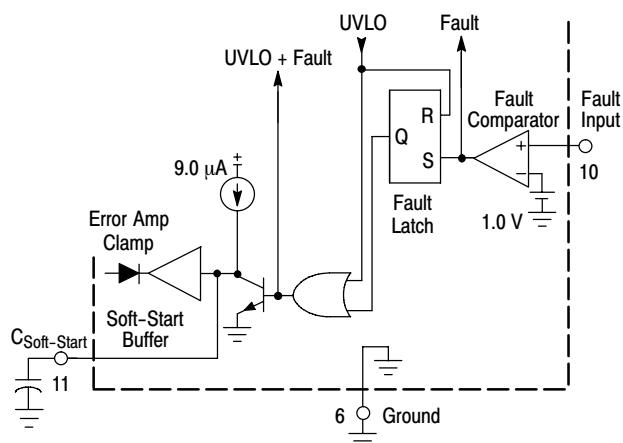 UVLO
Fault
UVLO + Fault
Fault
Comparator
Fault
Input
R
Q
S
+
−
10
9.0 µA
+
Fault
Latch
1.0 V
Error Amp
Clamp
Soft−Start
Buffer
CSoft−Start
11
6
Ground